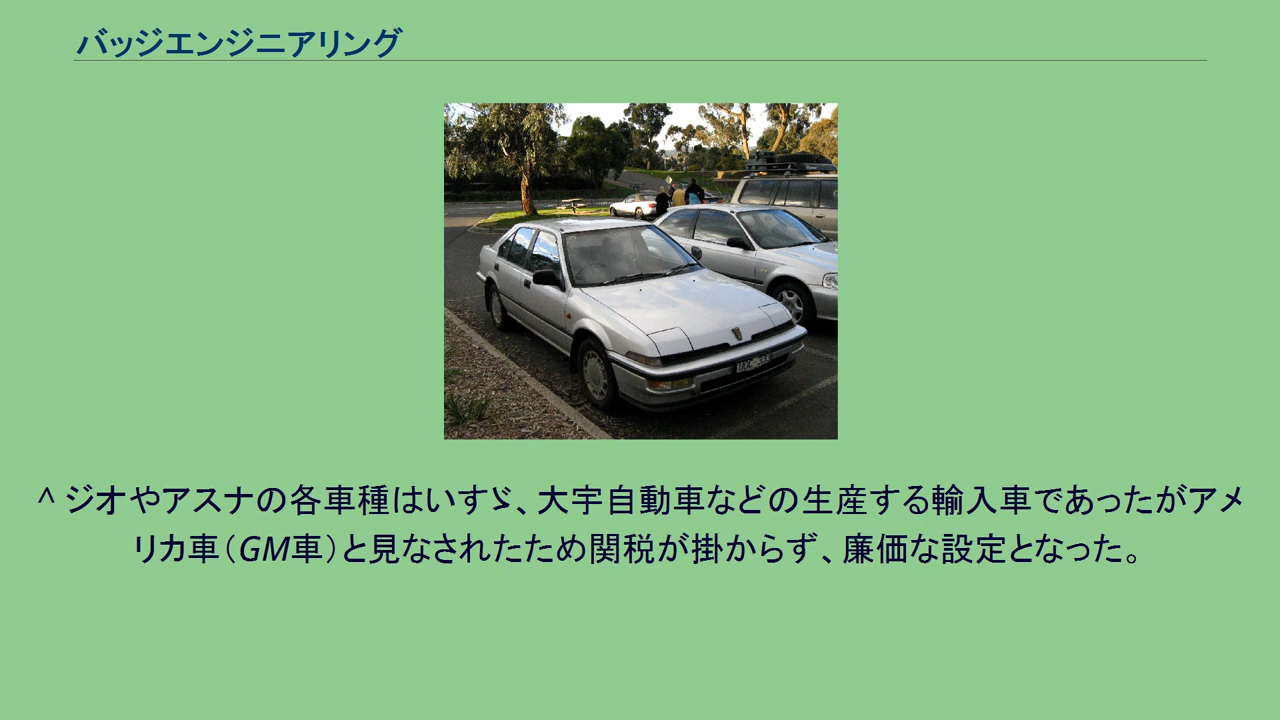 バッジエンジニアリング
^ ジオやアスナの各車種はいすゞ、大宇自動車などの生産する輸入車であったがアメ
リカ車（GM車）と見なされたため関税が掛からず、廉価な設定となった。